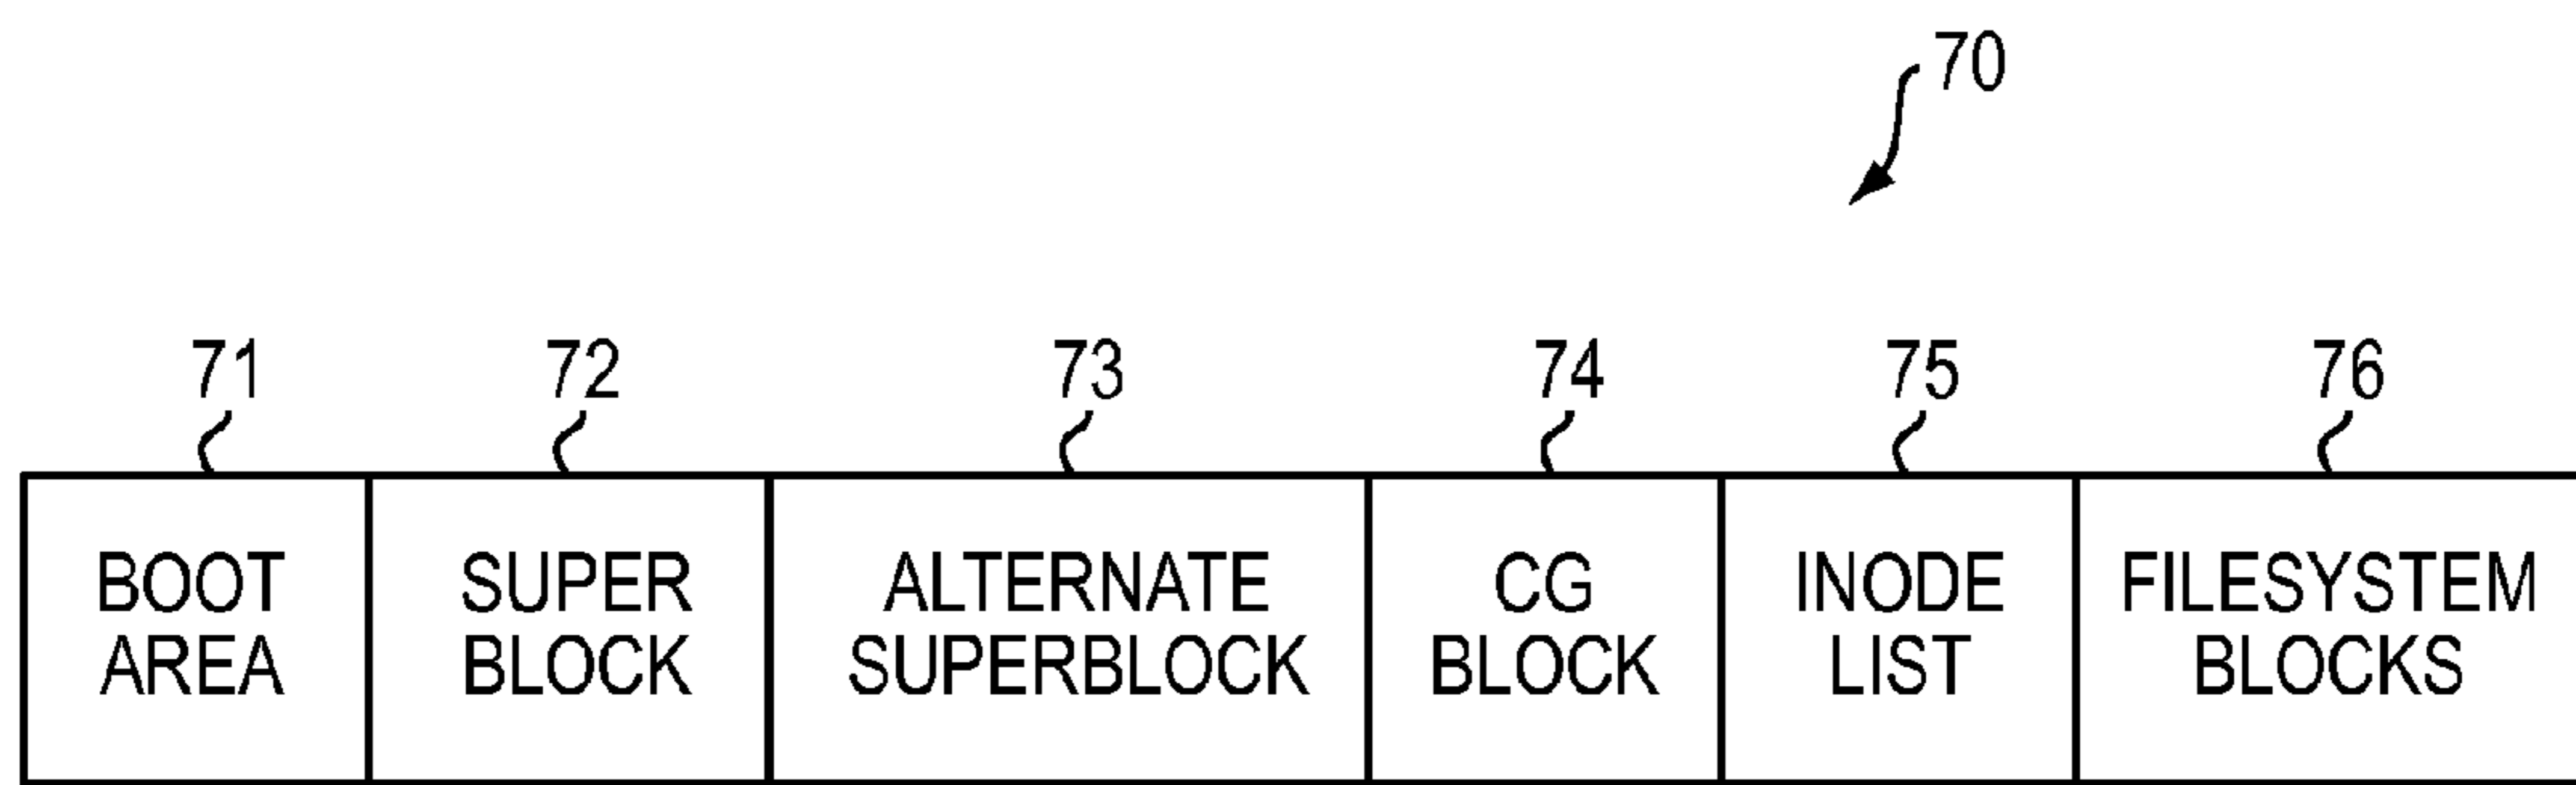 70
71 72 73 74 75 76
BOOT AREA
SUPER BLOCK
ALTERNATE SUPERBLOCK
CG BLOCK
INODE LIST
FILESYSTEM BLOCKS